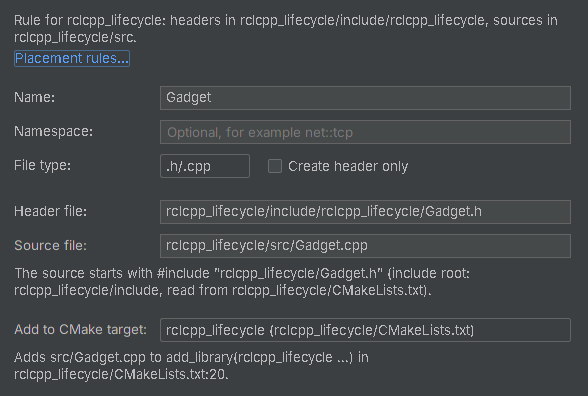 Rule for rclcpp_lifecycle: headers in rclcpp_lifecycle/include/rclcpp_lifecycle, sources in
rclcpp_lifecycle/src.
Placement rules...
Name: Gadget
Namespace: Optional, for example net::tcp
File type: .h/.cpp Create header only
Header file: rclcpp_lifecycle/include/rclcpp_lifecycle/Gadget.h
Source file: rclcpp_lifecycle/src/Gadget.cpp
The source starts with #include "rclcpp_lifecycle/Gadget.h" (include root:
rclcpp_lifecycle/include, read from rclcpp_lifecycle/CMakeLists.txt).
Add to CMake target: rclcpp_lifecycle (rclcpp_lifecycle/CMakeLists.txt)
Adds src/Gadget.cpp to add_library(rclcpp_lifecycle ...) in
rclcpp_lifecycle/CMakeLists.txt:20.